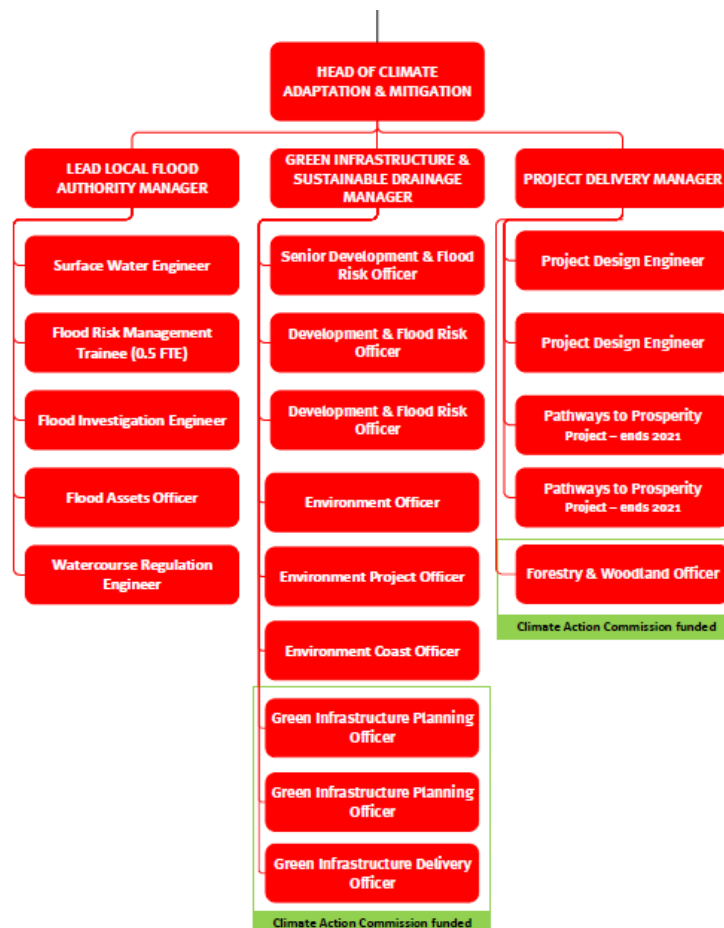 HEAD OF CLIMATE
ADAPTATION & MITIGATION
LEAD LOCAL FLOOD
AUTHORITY MANAGER
Surface Water Engineer
Flood Risk Management
Trainee (0.5 FTE)
Flood Investigation Engineer
Flood Assets Officer
Watercourse Regulation
Engineer
GREEN INFRASTRUCTURE &
SUSTAINABLE DRAINAGE
MANAGER
Senior Development & Flood
Risk Officer
Development & Flood Risk
Officer
Development & Flood Risk
Officer
Environment Officer
Environment Project Officer
Environment Coast Officer
Green Infrastructure Planning
Officer
Green Infrastructure Planning
Officer
Green Infrastructure Delivery
Officer
Climate Action Commission funded
PROJECT DELIVERY MANAGER
Project Design Engineer
Project Design Engineer
Pathways to Prosperity
Project – ends 2021
Pathways to Prosperity
Project – ends 2021
Forestry & Woodland Officer
Climate Action Commission funded